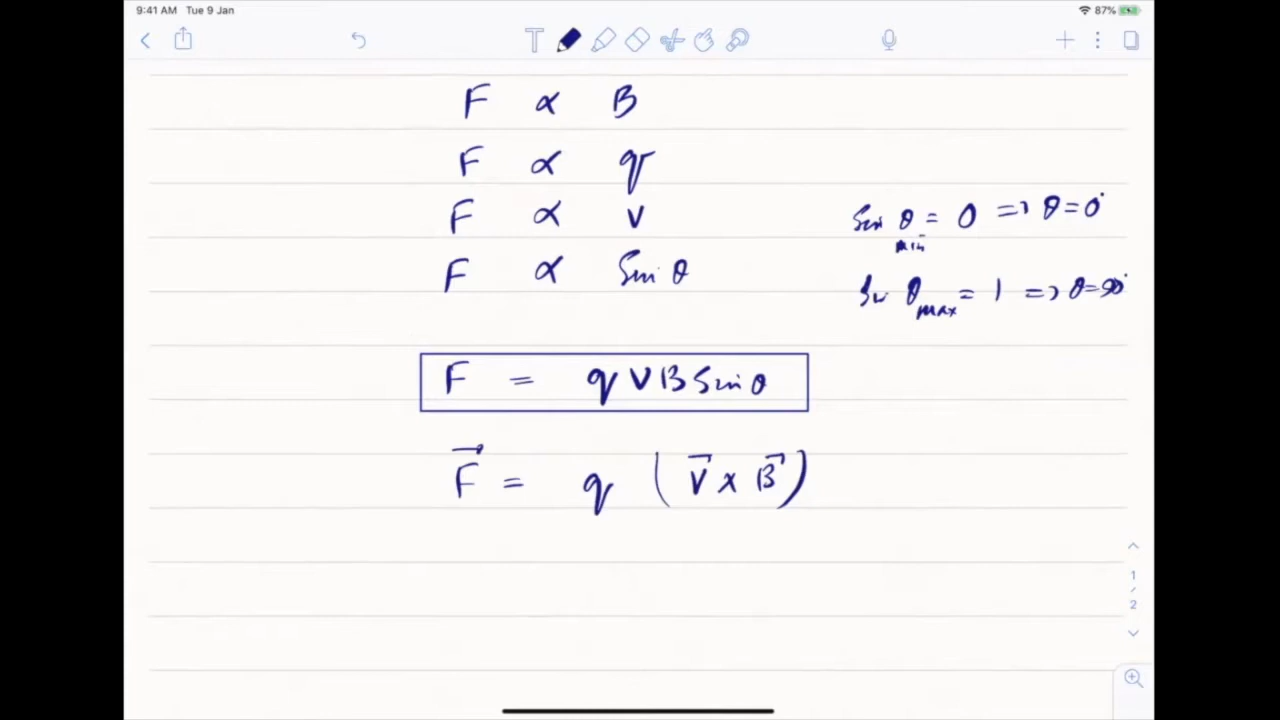 9:41 AM Tue 9 Jan 87%
F ∝ B
F ∝ q
F ∝ v
F ∝ Sin θ
Sin θ min = 0 => θ=0°
Sin θ max = 1 => θ=90°
F = q V B Sin θ
F⃗ = q (V⃗ x B⃗)
1
/
2